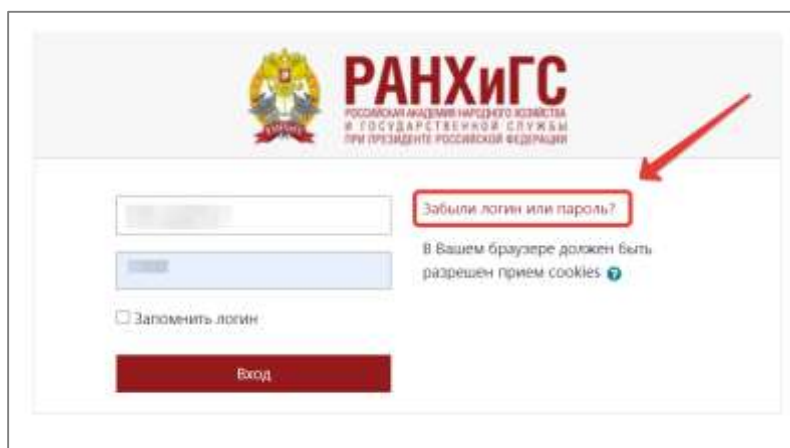 РАНХиГС
РОССИЙСКАЯ АКАДЕМИЯ НАРОДНОГО ХОЗЯЙСТВА
И ГОСУДАРСТВЕННОЙ СЛУЖБЫ
ПРИ ПРЕЗИДЕНТЕ РОССИЙСКОЙ ФЕДЕРАЦИИ
Забыли логин или пароль?
В Вашем браузере должен быть
разрешен прием cookies
Запомнить логин
Вход